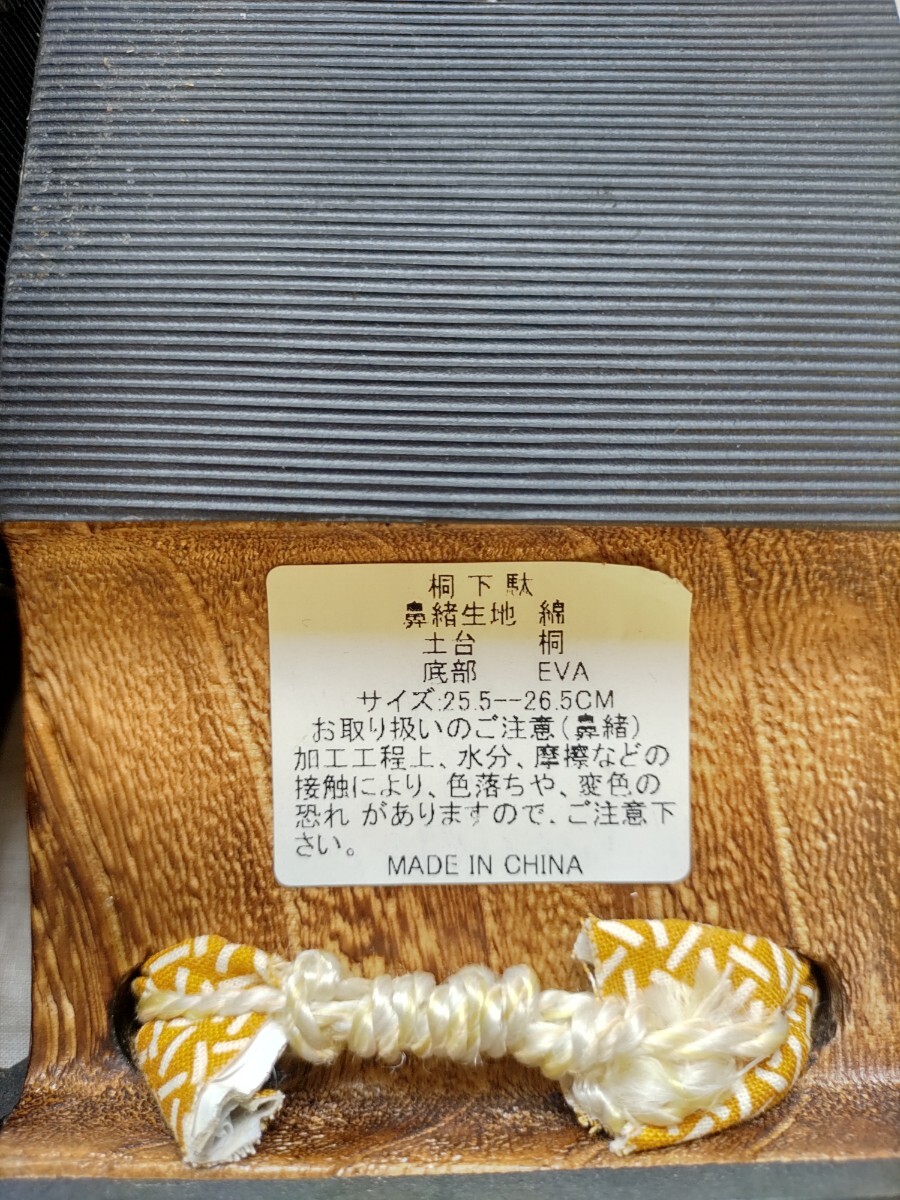 桐下駄
鼻緒生地 綿
土台 桐
底部 EVA
サイズ:25.5--26.5CM
お取り扱いのご注意(鼻緒)
加工工程上、水分、摩擦などの
接触により、色落ちや、変色の
恐れ がありますので、ご注意下
さい。
MADE IN CHINA